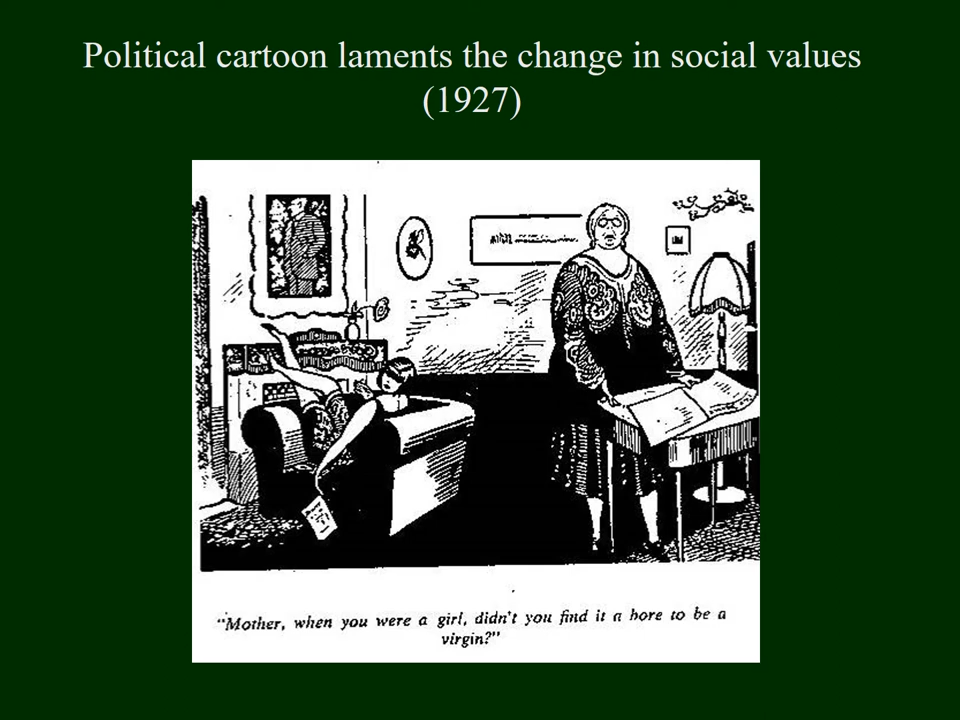 Political cartoon laments the change in social values
(1927)
"Mother, when you were a girl, didn't you find it a bore to be a
virgin?"